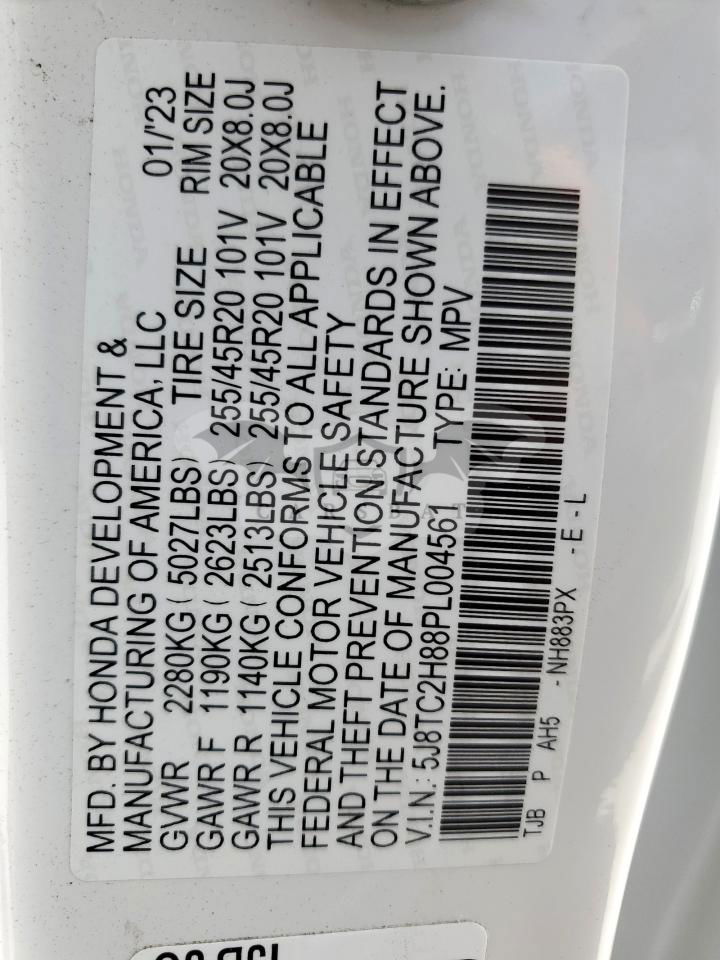 MFD. BY HONDA DEVELOPMENT &
MANUFACTURING OF AMERICA, LLC 01/'23
GVWR 2280KG( 5027LBS) TIRE SIZE RIM SIZE
GAWR F 1190KG( 2623LBS) 255/45R20 101V 20X8.0J
GAWR R 1140KG( 2513LBS) 255/45R20 101V 20X8.0J
THIS VEHICLE CONFORMS TO ALL APPLICABLE
FEDERAL MOTOR VEHICLE SAFETY
AND THEFT PREVENTION STANDARDS IN EFFECT
ON THE DATE OF MANUFACTURE SHOWN ABOVE.
V.I.N.: 5J8TC2H88PL004561 TYPE: MPV
TJB P AH5 -NH883PX -E-L